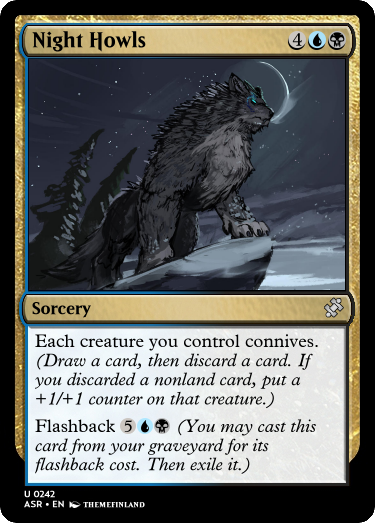 Night Howls 4
Sorcery
Each creature you control connives.
(Draw a card, then discard a card. If
you discarded a nonland card, put a
+1/+1 counter on that creature.)
Flashback 5 (You may cast this
card from your graveyard for its
flashback cost. Then exile it.)
U 0242
ASR • EN THEMEFINLAND